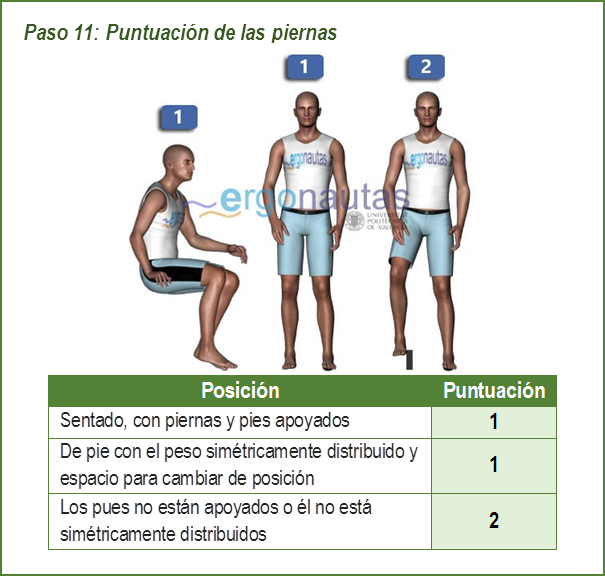 Paso 11: Puntuación de las piernas
1
2
1
ergonautas
ergonautas
ergonautas
UNIVERSITAT
POLITÈCNICA
DE VALÈNCIA
Posición Puntuación
Sentado, con piernas y pies apoyados 1
De pie con el peso simétricamente distribuido y
espacio para cambiar de posición 1
Los pues no están apoyados o él no está
simétricamente distribuidos 2